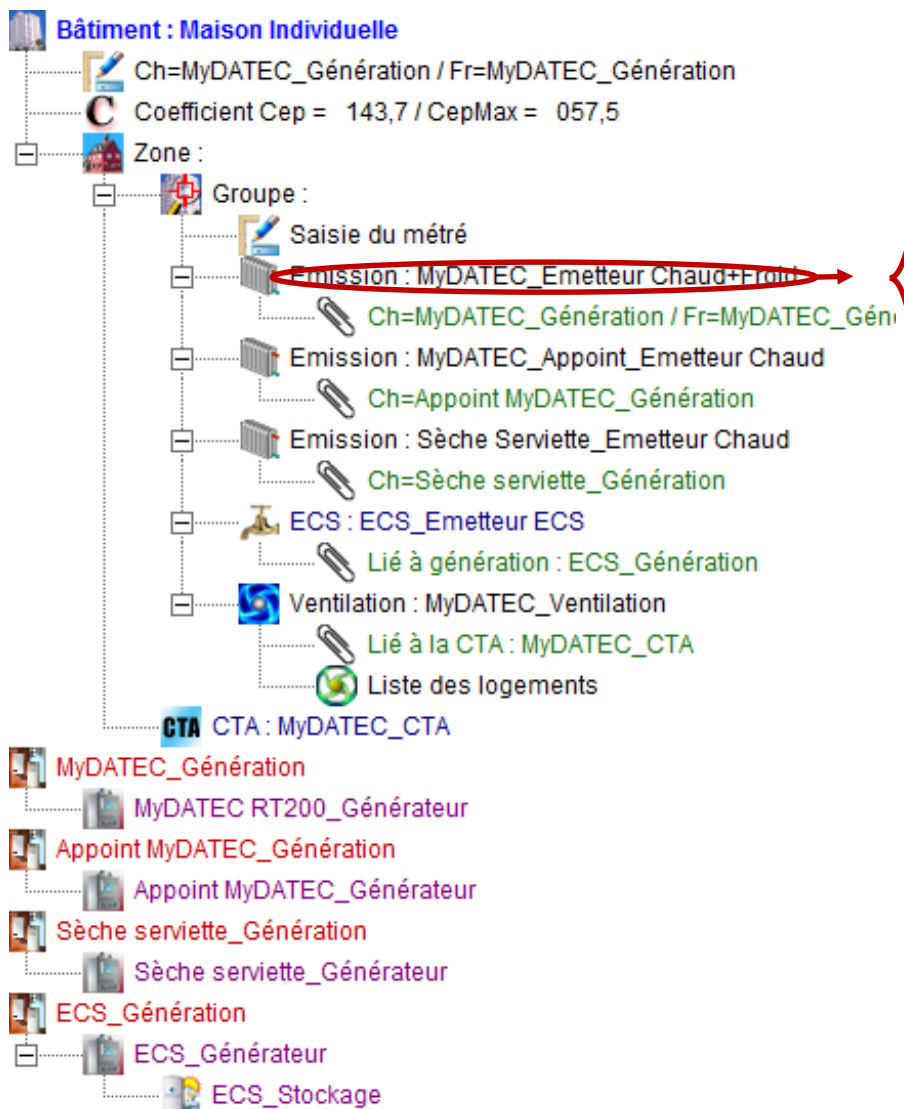 Bâtiment : Maison Individuelle
Ch=MyDATEC_Génération / Fr=MyDATEC_Génération
C Coefficient Cep = 143,7 / CepMax = 057,5
Zone :
Groupe :
Saisie du métré
Emission : MyDATEC_Emetteur Chaud+Froid
Ch=MyDATEC_Génération / Fr=MyDATEC_Géné
Emission : MyDATEC_Appoint_Emetteur Chaud
Ch=Appoint MyDATEC_Génération
Emission : Sèche Serviette_Emetteur Chaud
Ch=Sèche serviette_Génération
ECS : ECS_Emetteur ECS
Lié à génération : ECS_Génération
Ventilation : MyDATEC_Ventilation
Lié à la CTA : MyDATEC_CTA
Liste des logements
CTA CTA : MyDATEC_CTA
MyDATEC_Génération
MyDATEC RT200_Générateur
Appoint MyDATEC_Génération
Appoint MyDATEC_Générateur
Sèche serviette_Génération
Sèche serviette_Générateur
ECS_Génération
ECS_Générateur
ECS_Stockage